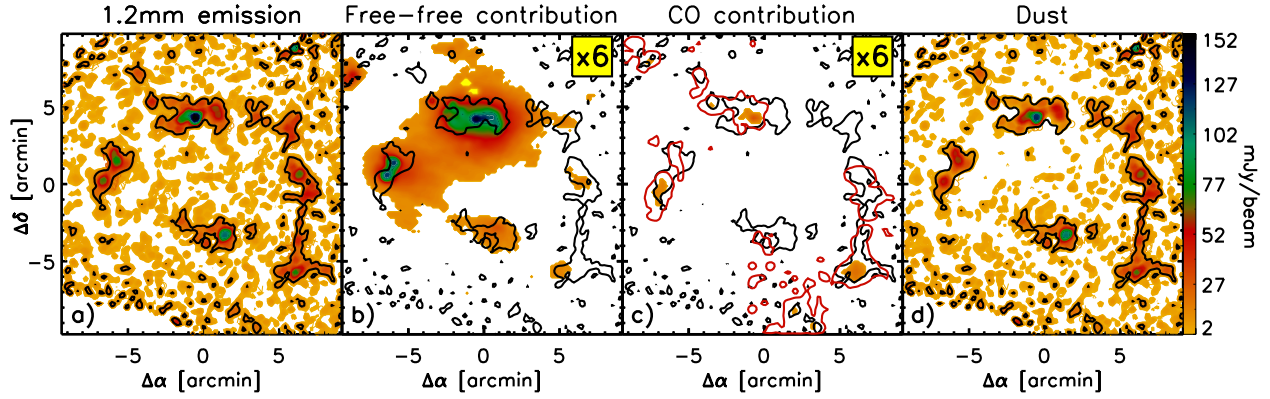 1.2mm emission Free-free contribution CO contribution Dust
x6 x6
152
127
102
77
52
27
2
mJy/beam
5
0
-5
Δδ [arcmin]
a) b) c) d)
-5 0 5 -5 0 5 -5 0 5 -5 0 5
Δα [arcmin] Δα [arcmin] Δα [arcmin] Δα [arcmin]